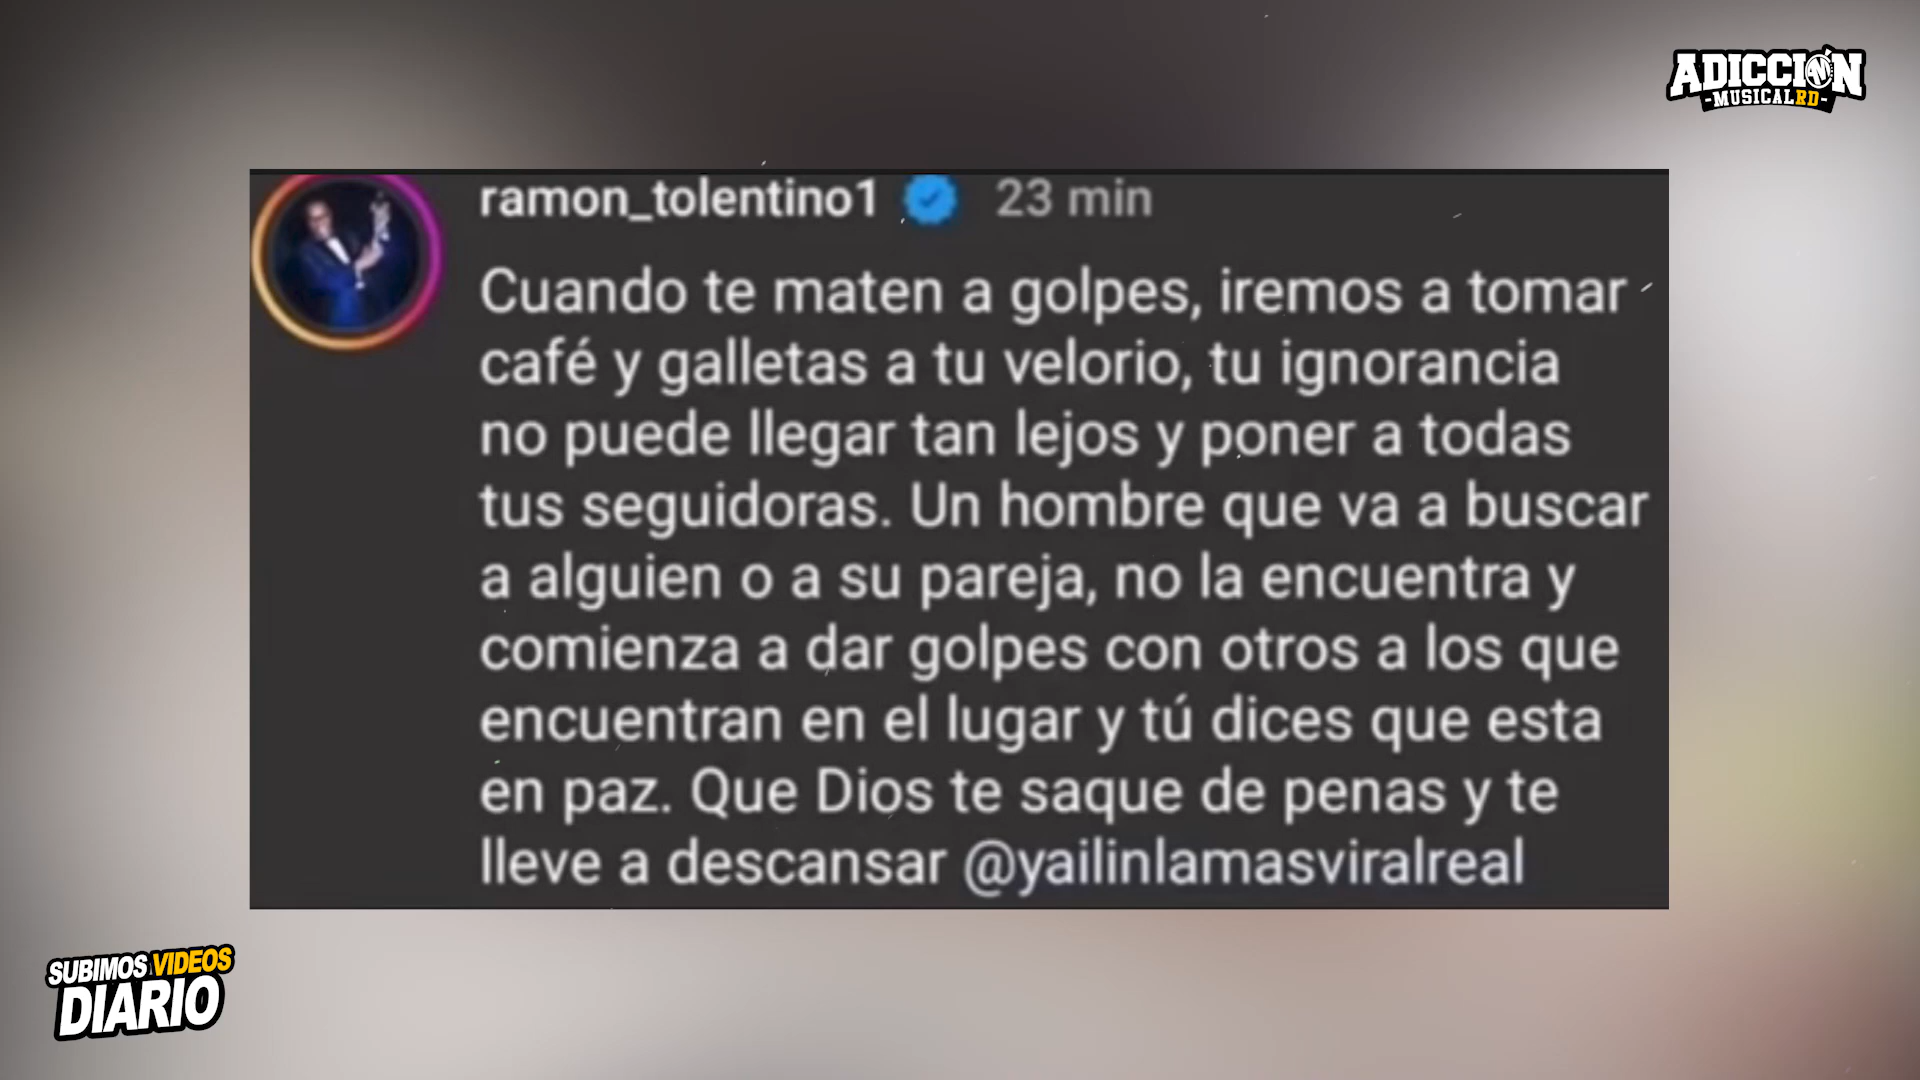 ADICCIÓN
-MUSICALRD-
ramon_tolentino1 23 min
Cuando te maten a golpes, iremos a tomar
café y galletas a tu velorio, tu ignorancia
no puede llegar tan lejos y poner a todas
tus seguidoras. Un hombre que va a buscar
a alguien o a su pareja, no la encuentra y
comienza a dar golpes con otros a los que
encuentran en el lugar y tú dices que esta
en paz. Que Dios te saque de penas y te
lleve a descansar @yailinlamasviralreal
SUBIMOS VIDEOS
DIARIO